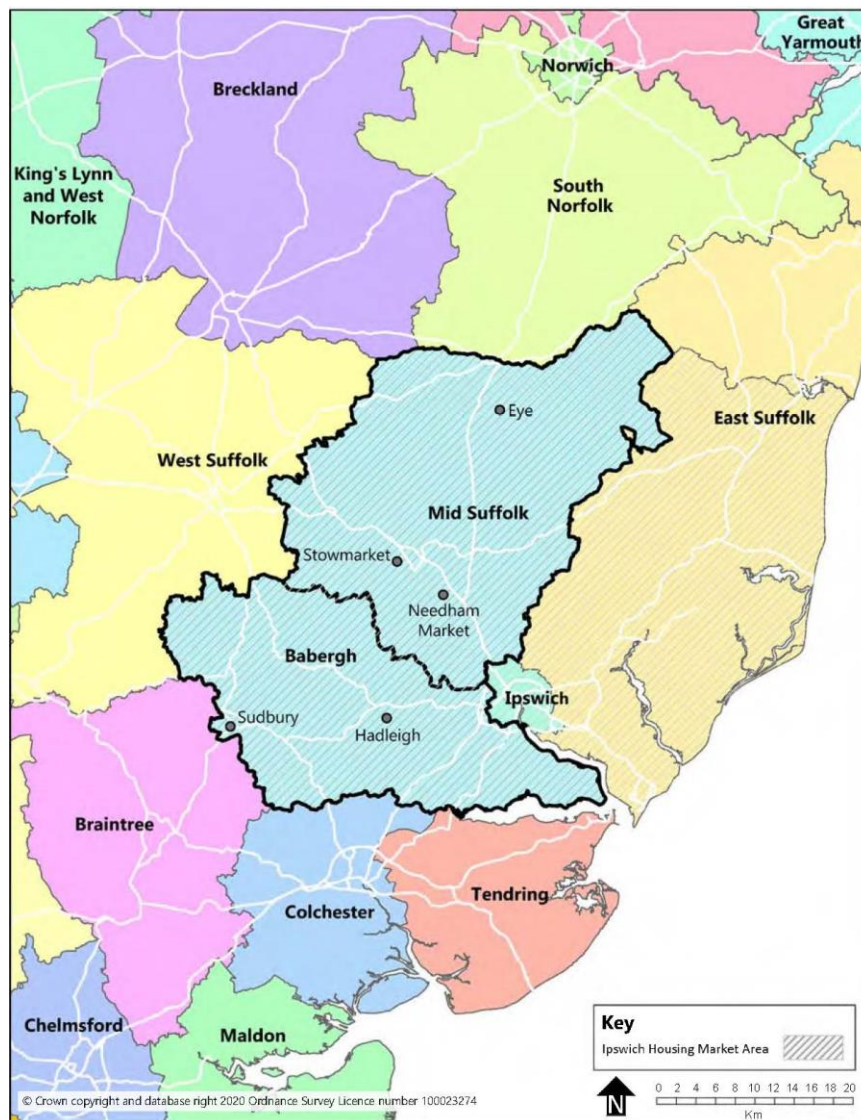 Great
Yarmouth
Norwich
Breckland
King's Lynn
and West
Norfolk
South
Norfolk
Eye
East Suffolk
West Suffolk
Mid Suffolk
Stowmarket
Needham
Market
Babergh
Ipswich
Sudbury
Hadleigh
Braintree
Tendring
Colchester
Chelmsford
Maldon
Key
Ipswich Housing Market Area
N
0 2 4 6 8 10 12 14 16 18 20
Km
© Crown copyright and database right 2020 Ordnance Survey Licence number 100023274